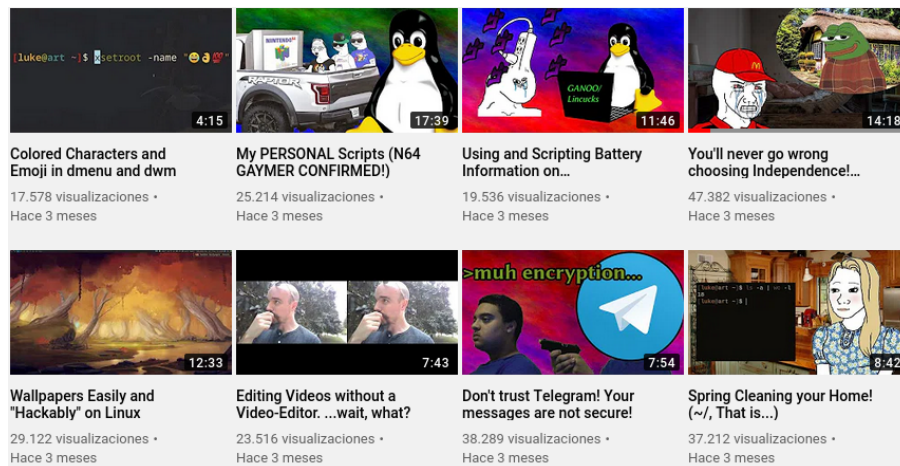 [luke@art ~]$ xsetroot -name "😀👌💯"
4:15
NINTENDO 64
RAPTOR
17:39
GANOO/
Lincucks
11:46
14:18
Colored Characters and
Emoji in dmenu and dwm
17.578 visualizaciones •
Hace 3 meses
My PERSONAL Scripts (N64
GAYMER CONFIRMED!)
25.214 visualizaciones •
Hace 3 meses
Using and Scripting Battery
Information on...
19.536 visualizaciones •
Hace 3 meses
You'll never go wrong
choosing Independence!...
47.382 visualizaciones •
Hace 3 meses
12:33
7:43
>muh encryption...
7:54
[luke@art ~]$ ls -a | wc -l
18
[luke@art ~]$
8:42
Wallpapers Easily and
"Hackably" on Linux
29.122 visualizaciones •
Hace 3 meses
Editing Videos without a
Video-Editor. ...wait, what?
23.516 visualizaciones •
Hace 3 meses
Don't trust Telegram! Your
messages are not secure!
38.289 visualizaciones •
Hace 3 meses
Spring Cleaning your Home!
(~/, That is...)
37.212 visualizaciones •
Hace 3 meses